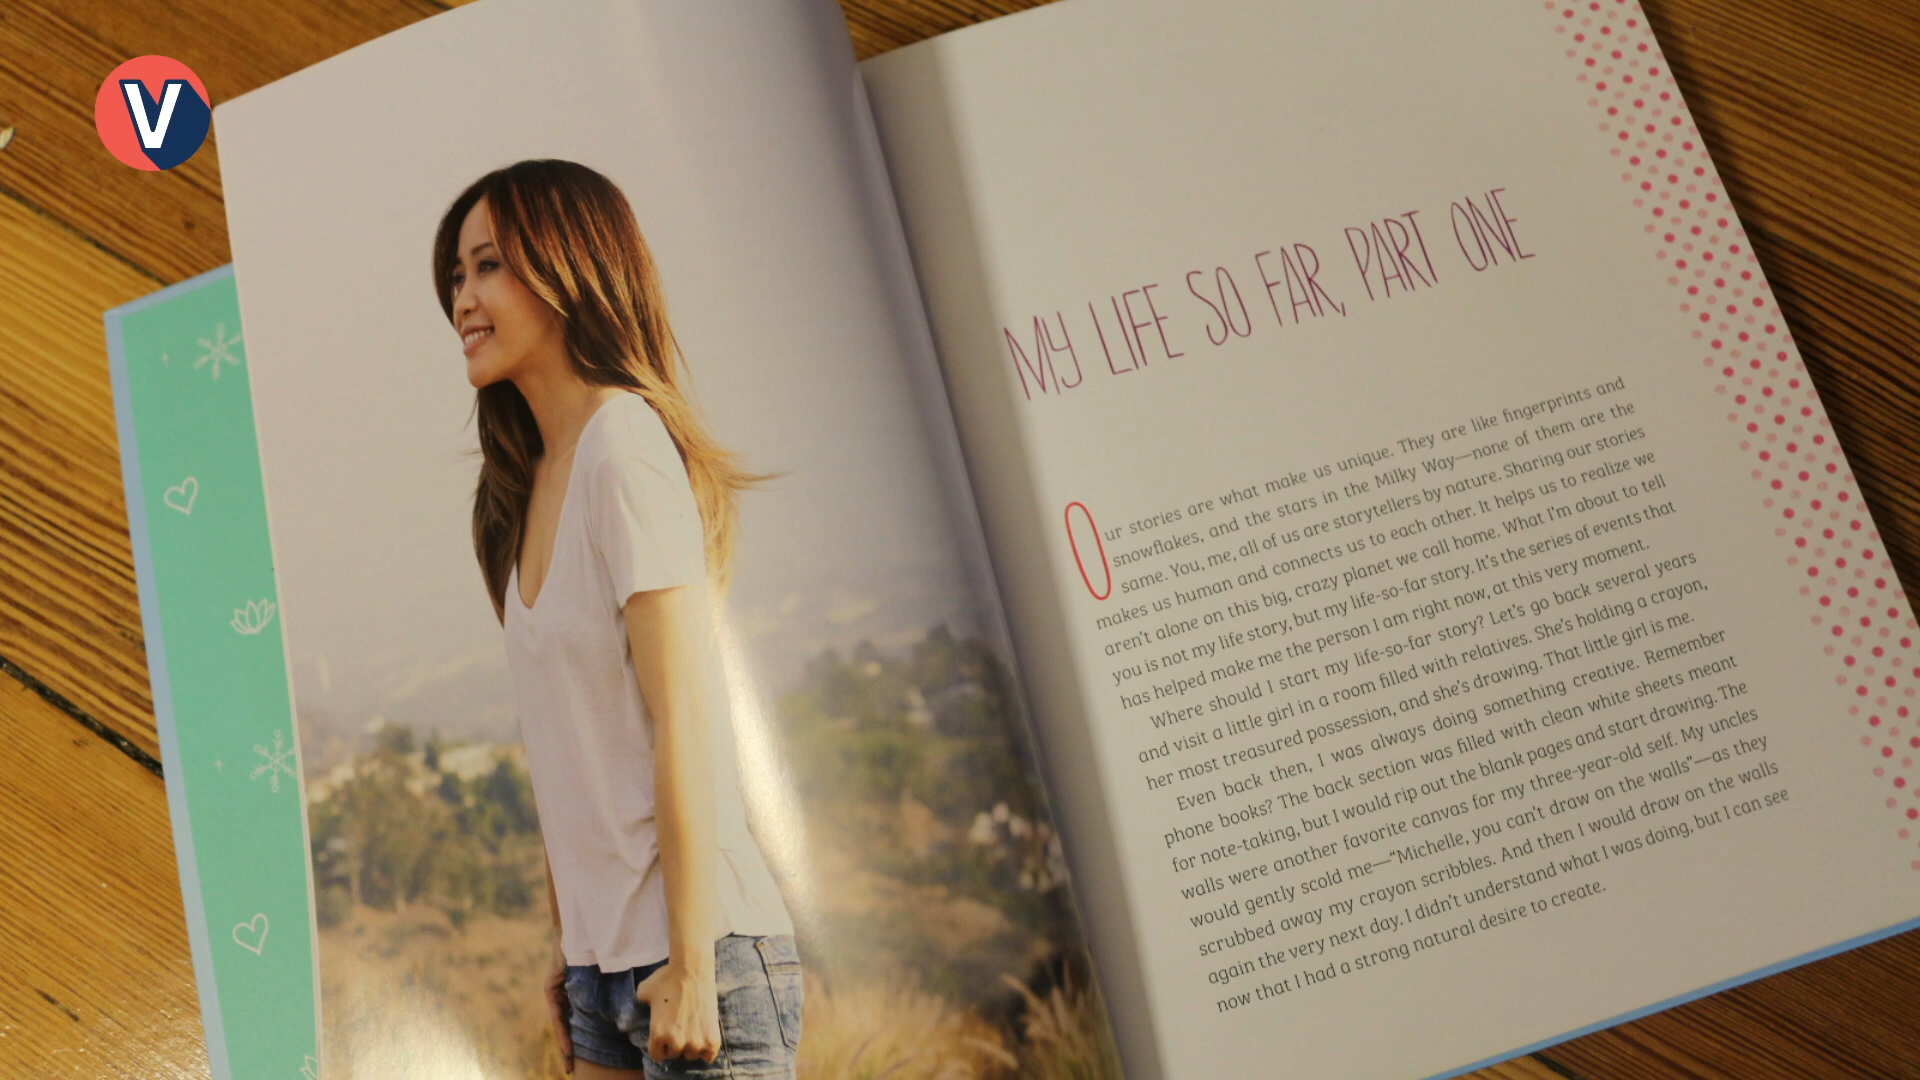 V
MY LIFE SO FAR, PART ONE
Our stories are what make us unique. They are like fingerprints and
snowflakes, and the stars in the Milky Way—none of them are the
same. You, me, all of us are storytellers by nature. Sharing our stories
makes us human and connects us to each other. It helps us to realize we
aren't alone on this big, crazy planet we call home. What I'm about to tell
you is not my life story, but my life-so-far story. It's the series of events that
has helped make me the person I am right now, at this very moment.
Where should I start my life-so-far story? Let's go back several years
and visit a little girl in a room filled with relatives. She's holding a crayon,
her most treasured possession, and she's drawing. That little girl is me.
Even back then, I was always doing something creative. Remember
phone books? The back section was filled with clean white sheets meant
for note-taking, but I would rip out the blank pages and start drawing. The
walls were another favorite canvas for my three-year-old self. My uncles
would gently scold me—“Michelle, you can't draw on the walls”—as they
scrubbed away my crayon scribbles. And then I would draw on the walls
again the very next day. I didn't understand what I was doing, but I can see
now that I had a strong natural desire to create.